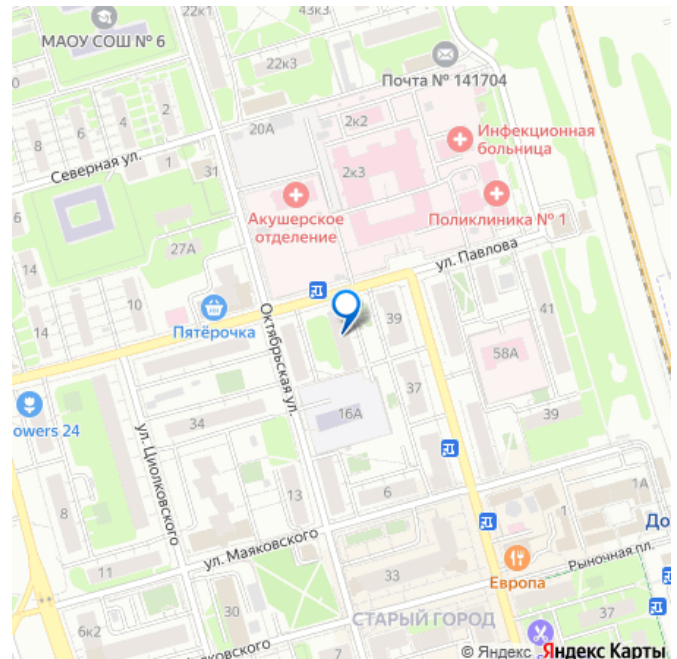 22к1
43к3
МАОУ СОШ № 6
22к3
Почта № 141704
2
4
6
8
20А
2к2
Инфекционная
больница
Северная ул.
1
31
2к3
Акушерское
отделение
Поликлиника № 1
6
27А
ул. Павлова
14
10
Пятёрочка
39
41
14
Октябрьская ул.
58А
37
16А
39
owers 24
34
ул. Циолковского
13
6
8
1
1А
До
ул. Маяковского
Рыночная пл.
11
33
Европа
30
6к2
СТАРЫЙ ГОРОД
37
овского
7
© Яндекс
Яндекс Карты